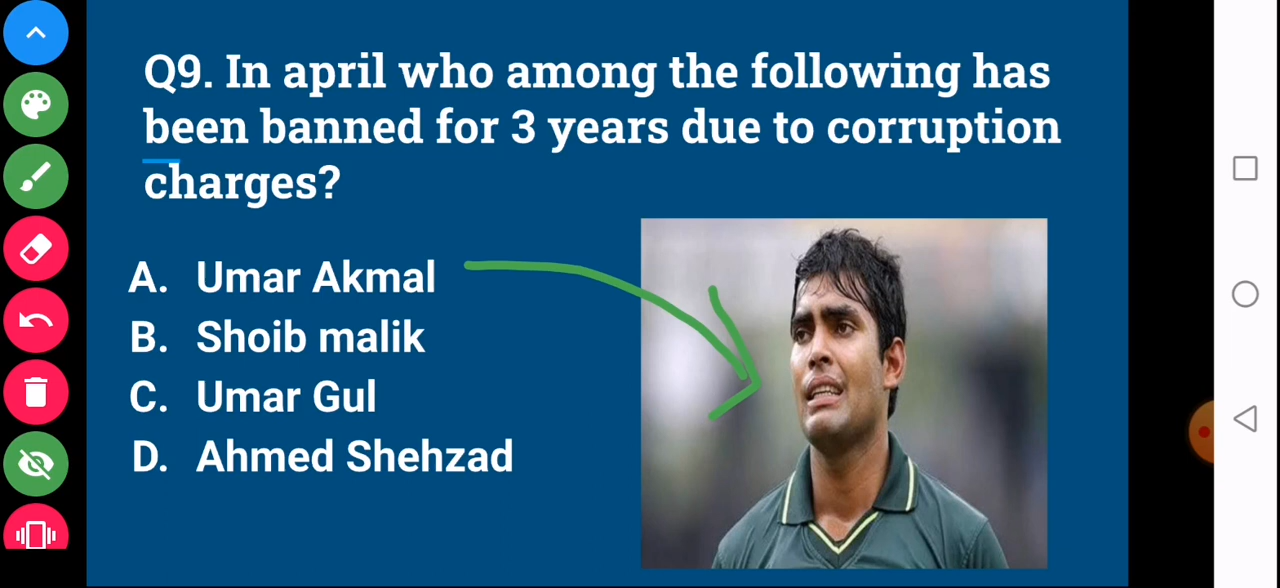 Q9. In april who among the following has
been banned for 3 years due to corruption
charges?
A. Umar Akmal
B. Shoib malik
C. Umar Gul
D. Ahmed Shehzad